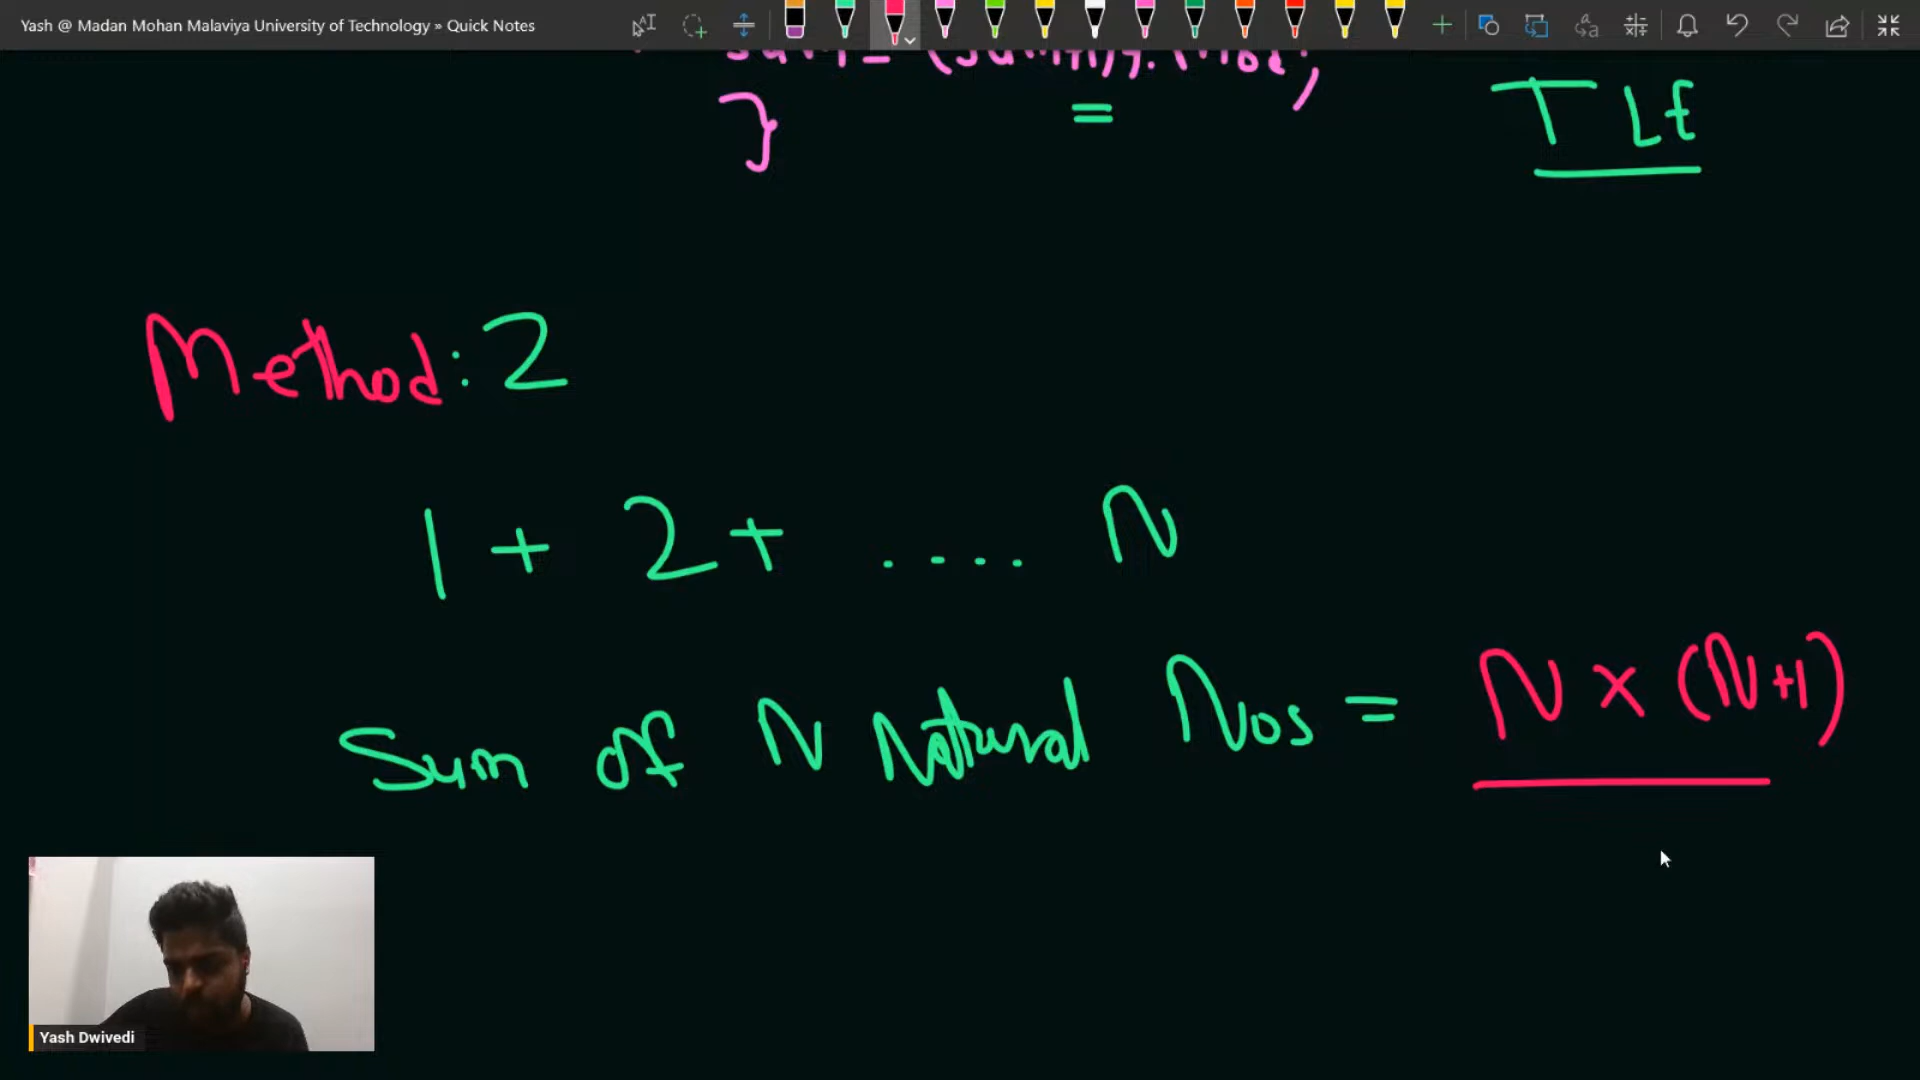 Yash @ Madan Mohan Malaviya University of Technology » Quick Notes
}
=
TLE
Method: 2
1 + 2 + .... N
Sum of N Natural Nos = N x (N+1)
Yash Dwivedi